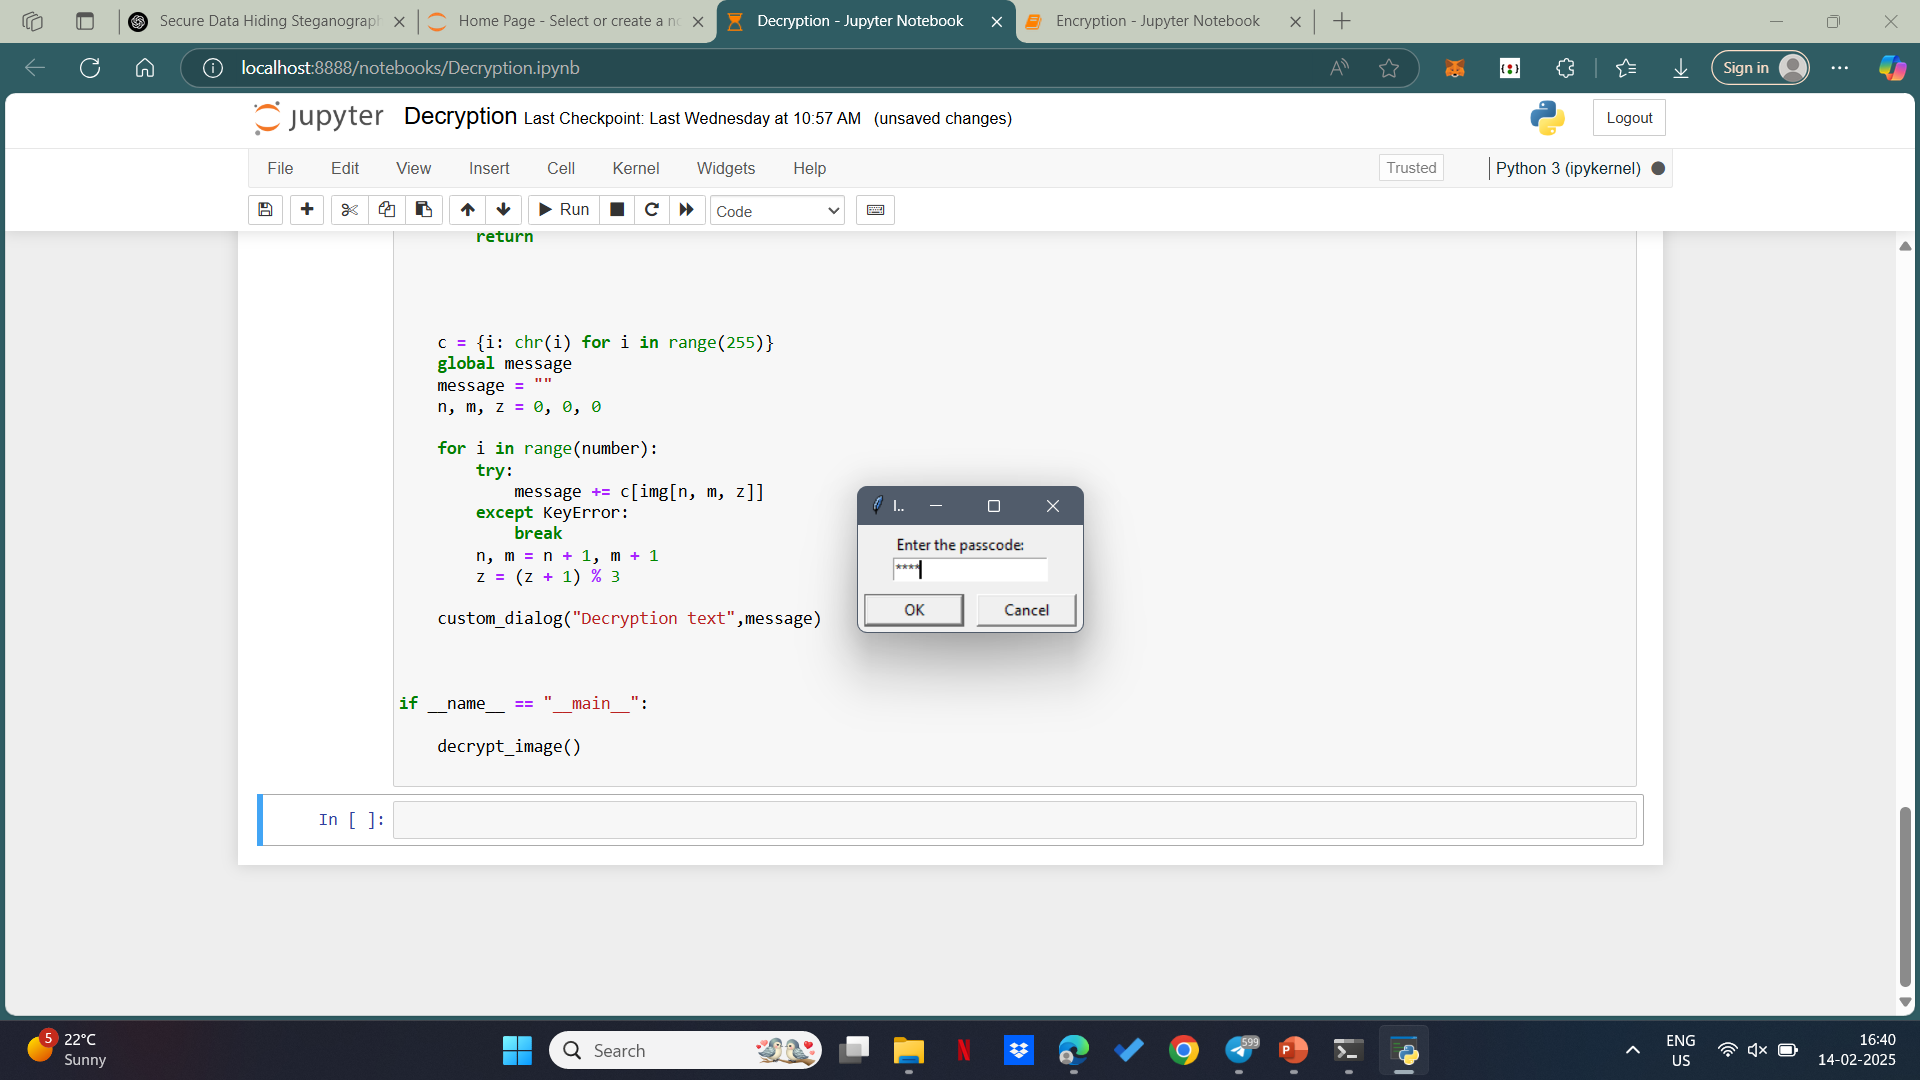 Secure Data Hiding Steganograph
Home Page - Select or create a no
Decryption - Jupyter Notebook
Encryption - Jupyter Notebook
localhost:8888/notebooks/Decryption.ipynb
Sign in
jupyter Decryption Last Checkpoint: Last Wednesday at 10:57 AM (unsaved changes)
Logout
File Edit View Insert Cell Kernel Widgets Help
Trusted
Python 3 (ipykernel)
Run
Code
return
c = {i: chr(i) for i in range(255)}
global message
message = ""
n, m, z = 0, 0, 0
for i in range(number):
try:
message += c[img[n, m, z]]
except KeyError:
break
n, m = n + 1, m + 1
z = (z + 1) % 3
custom_dialog("Decryption text",message)
if __name__ == "__main__":
decrypt_image()
In [ ]:
I..
Enter the passcode:
****
OK
Cancel
5
22°C
Sunny
Search
599
ENG
US
16:40
14-02-2025